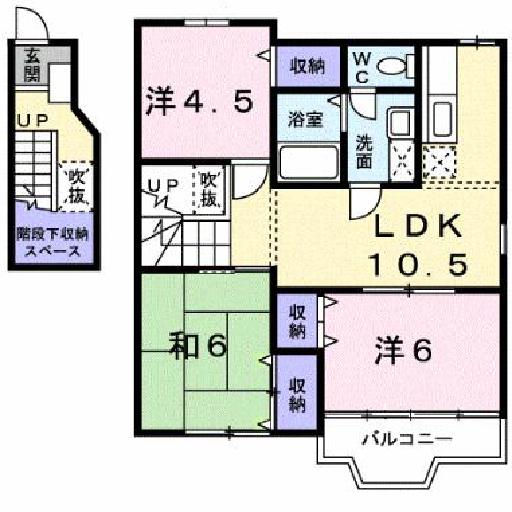 玄関
UP
吹抜
階段下収納
スペース
洋4.5
収納
WC
浴室
洗面
UP
吹抜
LDK
10.5
和6
収納
洋6
収納
バルコニー